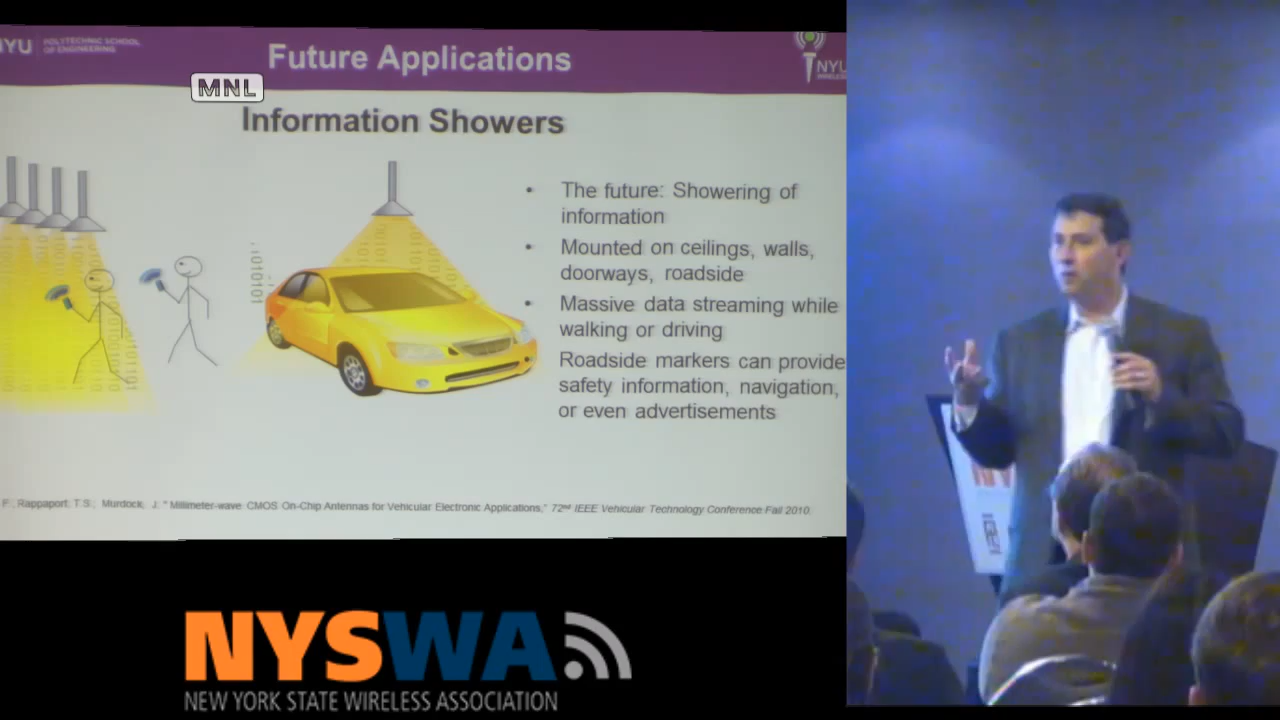 NYU POLYTECHNIC SCHOOL
OF ENGINEERING
Future Applications
NYU
WIRELESS
MNL
Information Showers
• The future: Showering of
information
• Mounted on ceilings, walls,
doorways, roadside
• Massive data streaming while
walking or driving
Roadside markers can provide
safety information, navigation,
or even advertisements
F.; Rappaport, T.S.; Murdock, J. " Millimeter-wave CMOS On-Chip Antennas for Vehicular Electronic Applications," 72nd IEEE Vehicular Technology Conference Fall 2010.
NYSWA
NEW YORK STATE WIRELESS ASSOCIATION